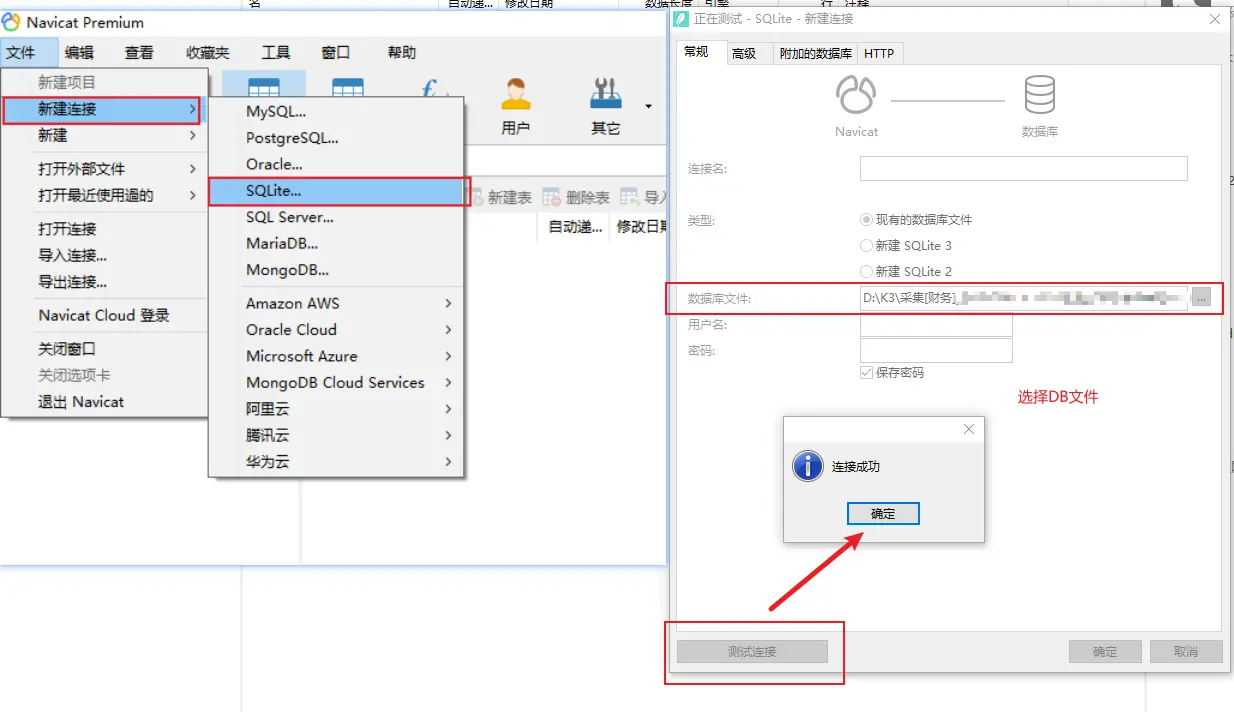 名
自动递...
修改日期
数据长度
引擎
行
注释
Navicat Premium
文件
编辑
查看
收藏夹
工具
窗口
帮助
用户
其它
新建表
删除表
导入
自动递...
修改日期
新建项目
新建连接
新建
打开外部文件
打开最近使用過的
打开连接
导入连接...
导出连接...
Navicat Cloud 登录
关闭窗口
关闭选项卡
退出 Navicat
MySQL...
PostgreSQL...
Oracle...
SQLite...
SQL Server...
MariaDB...
MongoDB...
Amazon AWS
Oracle Cloud
Microsoft Azure
MongoDB Cloud Services
阿里云
腾讯云
华为云
正在测试 - SQLite - 新建连接
常规
高级
附加的数据库
HTTP
Navicat
数据库
连接名:
类型:
现有的数据库文件
新建 SQLite 3
新建 SQLite 2
数据库文件:
D:\K3\采集[财务]
...
用户名:
密码:
保存密码
选择DB文件
连接成功
确定
测试连接
确定
取消